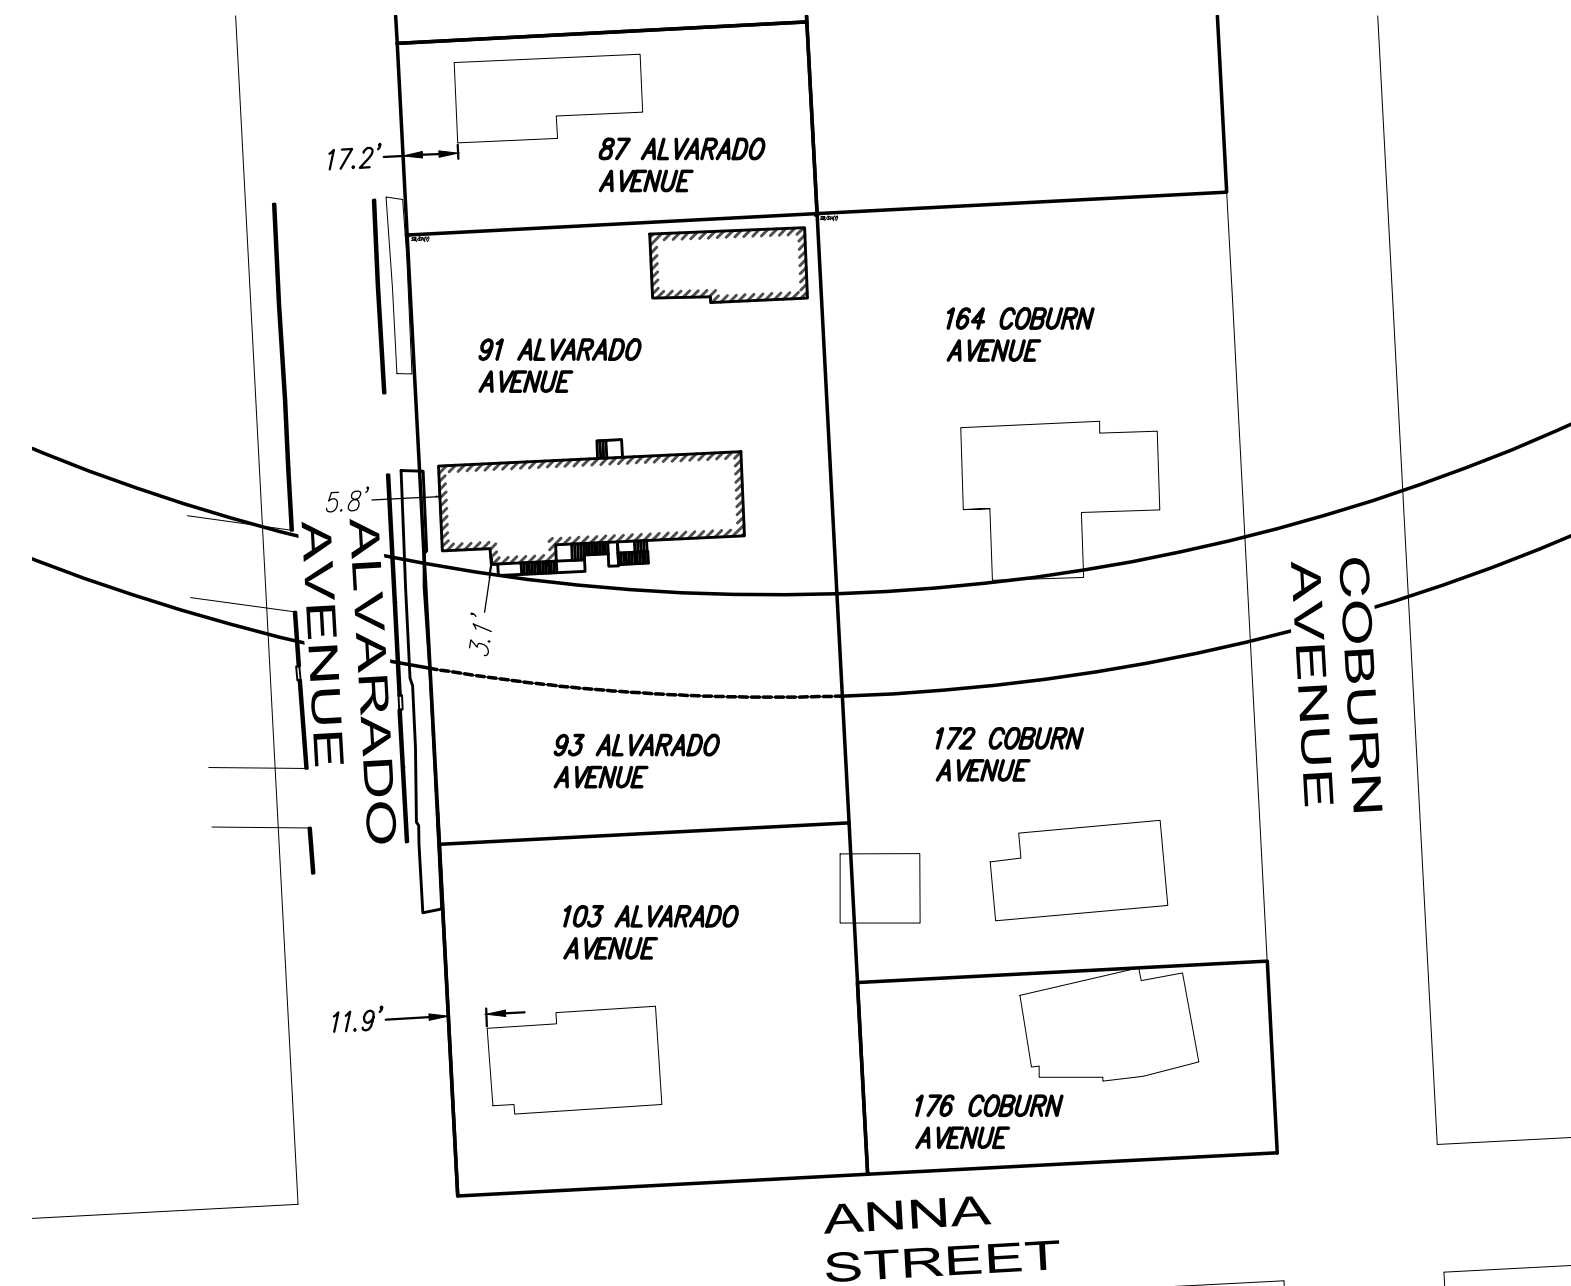 17.2'
87 ALVARADO
AVENUE
91 ALVARADO
AVENUE
164 COBURN
AVENUE
5.8'
ALVARADO
AVENUE
3.1'
COBURN
AVENUE
93 ALVARADO
AVENUE
172 COBURN
AVENUE
103 ALVARADO
AVENUE
11.9'
176 COBURN
AVENUE
ANNA
STREET